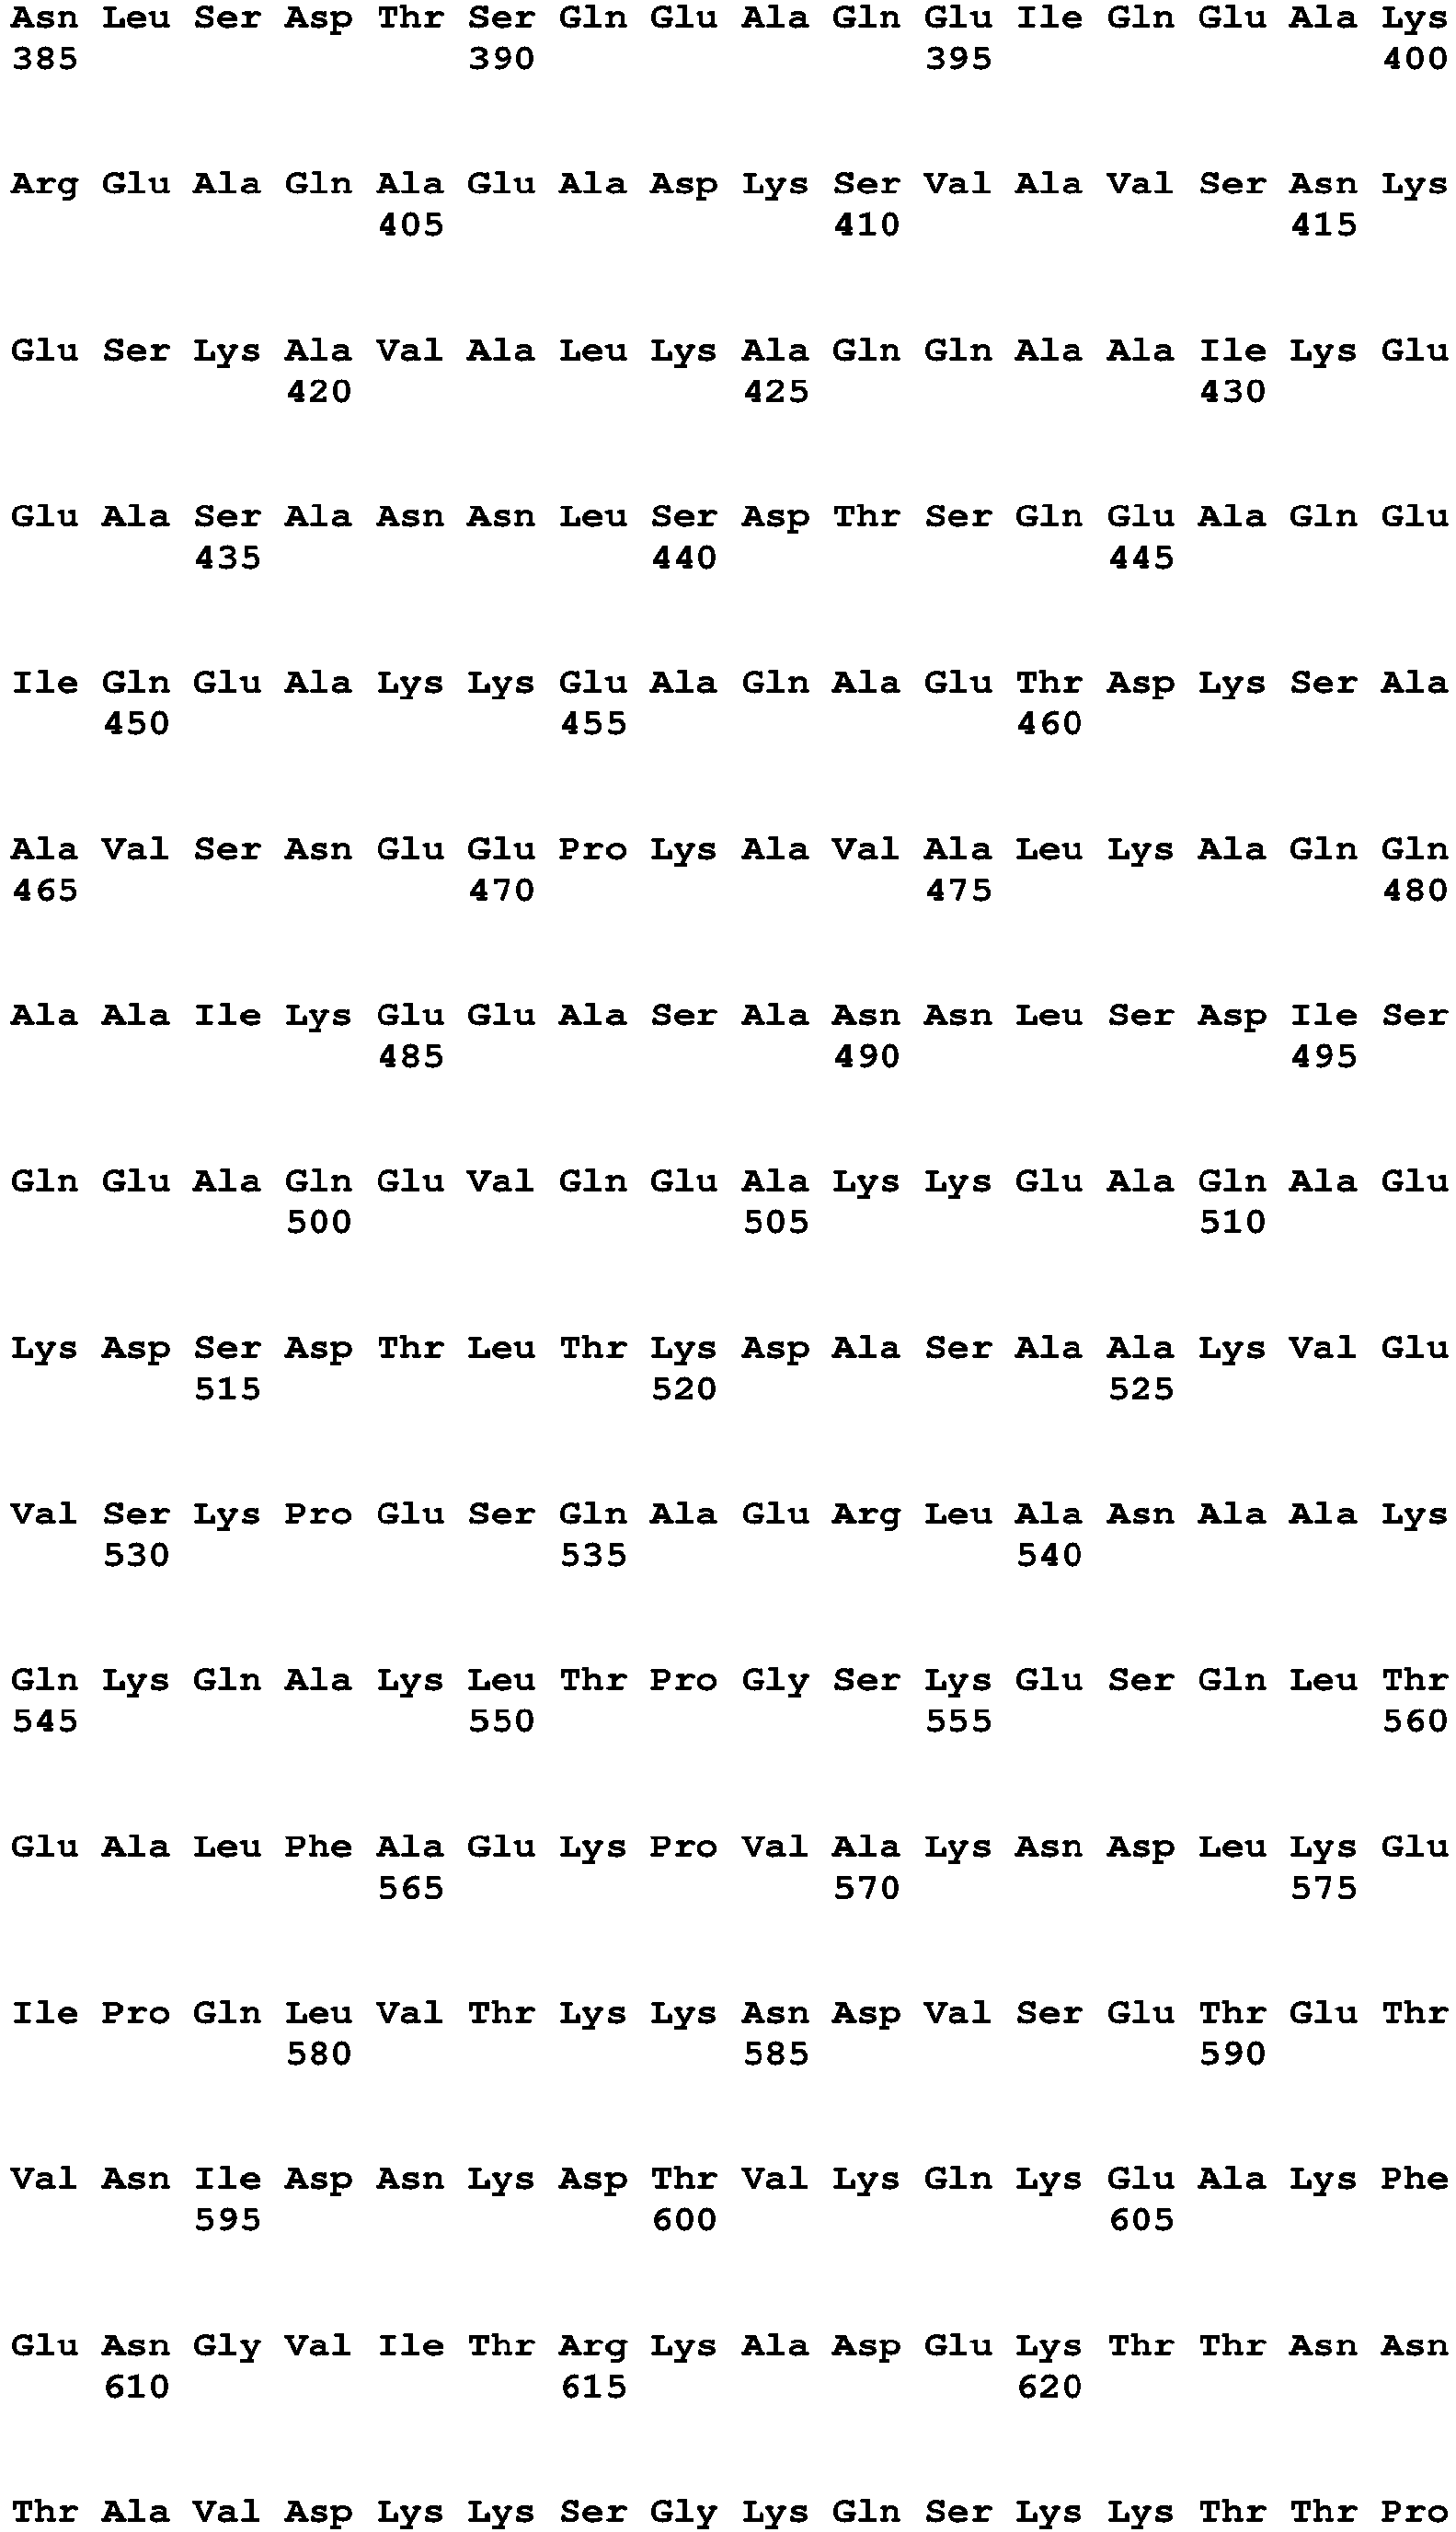 Asn Leu Ser Asp Thr Ser Gln Glu Ala Gln Glu Ile Gln Glu Ala Lys
385 390 395 400
Arg Glu Ala Gln Ala Glu Ala Asp Lys Ser Val Ala Val Ser Asn Lys
405 410 415
Glu Ser Lys Ala Val Ala Leu Lys Ala Gln Gln Ala Ala Ile Lys Glu
420 425 430
Glu Ala Ser Ala Asn Asn Leu Ser Asp Thr Ser Gln Glu Ala Gln Glu
435 440 445
Ile Gln Glu Ala Lys Lys Glu Ala Gln Ala Glu Thr Asp Lys Ser Ala
450 455 460
Ala Val Ser Asn Glu Glu Pro Lys Ala Val Ala Leu Lys Ala Gln Gln
465 470 475 480
Ala Ala Ile Lys Glu Glu Ala Ser Ala Asn Asn Leu Ser Asp Ile Ser
485 490 495
Gln Glu Ala Gln Glu Val Gln Glu Ala Lys Lys Glu Ala Gln Ala Glu
500 505 510
Lys Asp Ser Asp Thr Leu Thr Lys Asp Ala Ser Ala Ala Lys Val Glu
515 520 525
Val Ser Lys Pro Glu Ser Gln Ala Glu Arg Leu Ala Asn Ala Ala Lys
530 535 540
Gln Lys Gln Ala Lys Leu Thr Pro Gly Ser Lys Glu Ser Gln Leu Thr
545 550 555 560
Glu Ala Leu Phe Ala Glu Lys Pro Val Ala Lys Asn Asp Leu Lys Glu
565 570 575
Ile Pro Gln Leu Val Thr Lys Lys Asn Asp Val Ser Glu Thr Glu Thr
580 585 590
Val Asn Ile Asp Asn Lys Asp Thr Val Lys Gln Lys Glu Ala Lys Phe
595 600 605
Glu Asn Gly Val Ile Thr Arg Lys Ala Asp Glu Lys Thr Thr Asn Asn
610 615 620
Thr Ala Val Asp Lys Lys Ser Gly Lys Gln Ser Lys Lys Thr Thr Pro